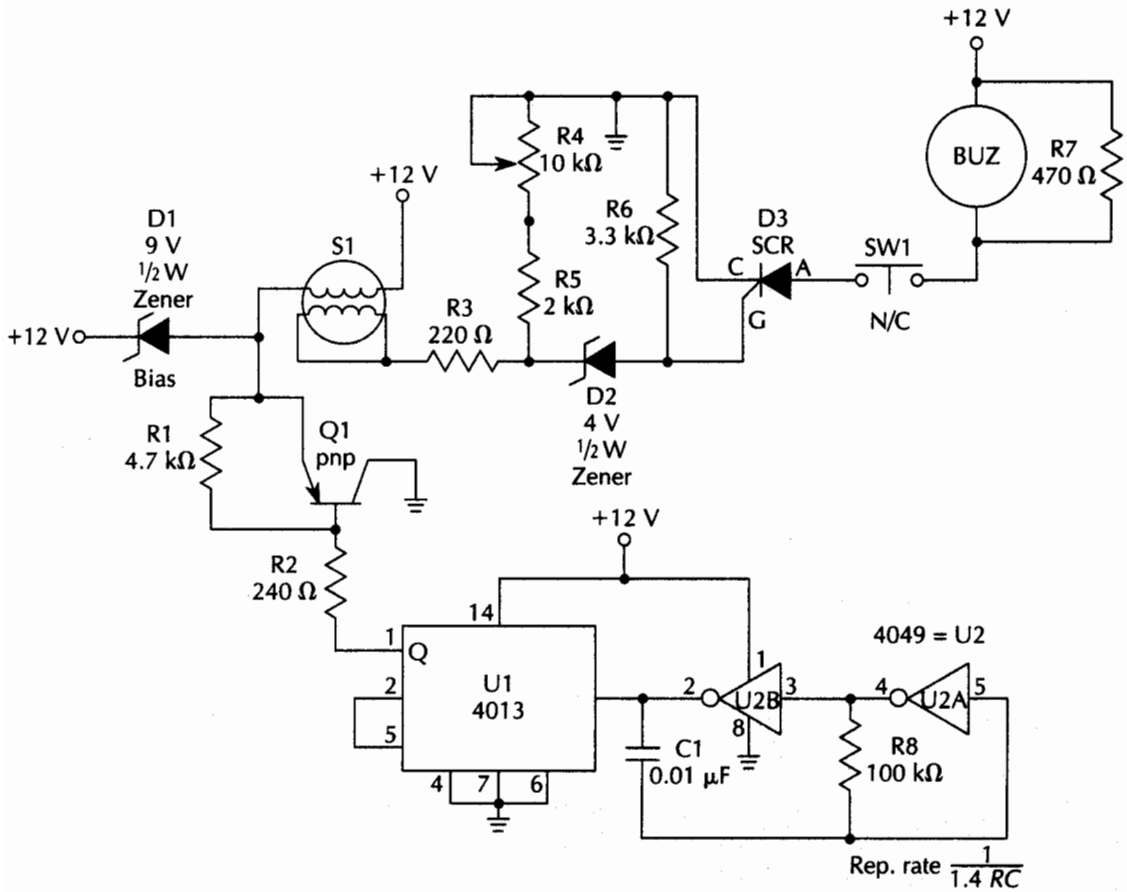 +12 V
BUZ
R7
470 Ω
R4
10 kΩ
+12 V
R6
3.3 kΩ
D3
SCR
C
A
G
SW1
N/C
D1
9 V
1/2 W
Zener
+12 V
Bias
S1
R3
220 Ω
R5
2 kΩ
D2
4 V
1/2 W
Zener
R1
4.7 kΩ
Q1
pnp
R2
240 Ω
+12 V
14
1
Q
2
5
U1
4013
4
7
6
2
1
U2B
3
8
4049 = U2
4
U2A
5
C1
0.01 μF
R8
100 kΩ
Rep. rate 1/1.4 RC